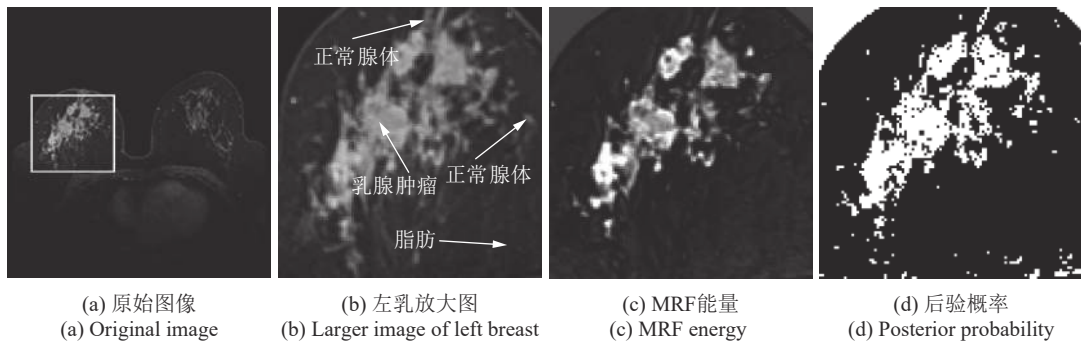 正常腺体
乳腺肿瘤
正常腺体
脂肪
(a) 原始图像
(a) Original image
(b) 左乳放大图
(b) Larger image of left breast
(c) MRF能量
(c) MRF energy
(d) 后验概率
(d) Posterior probability